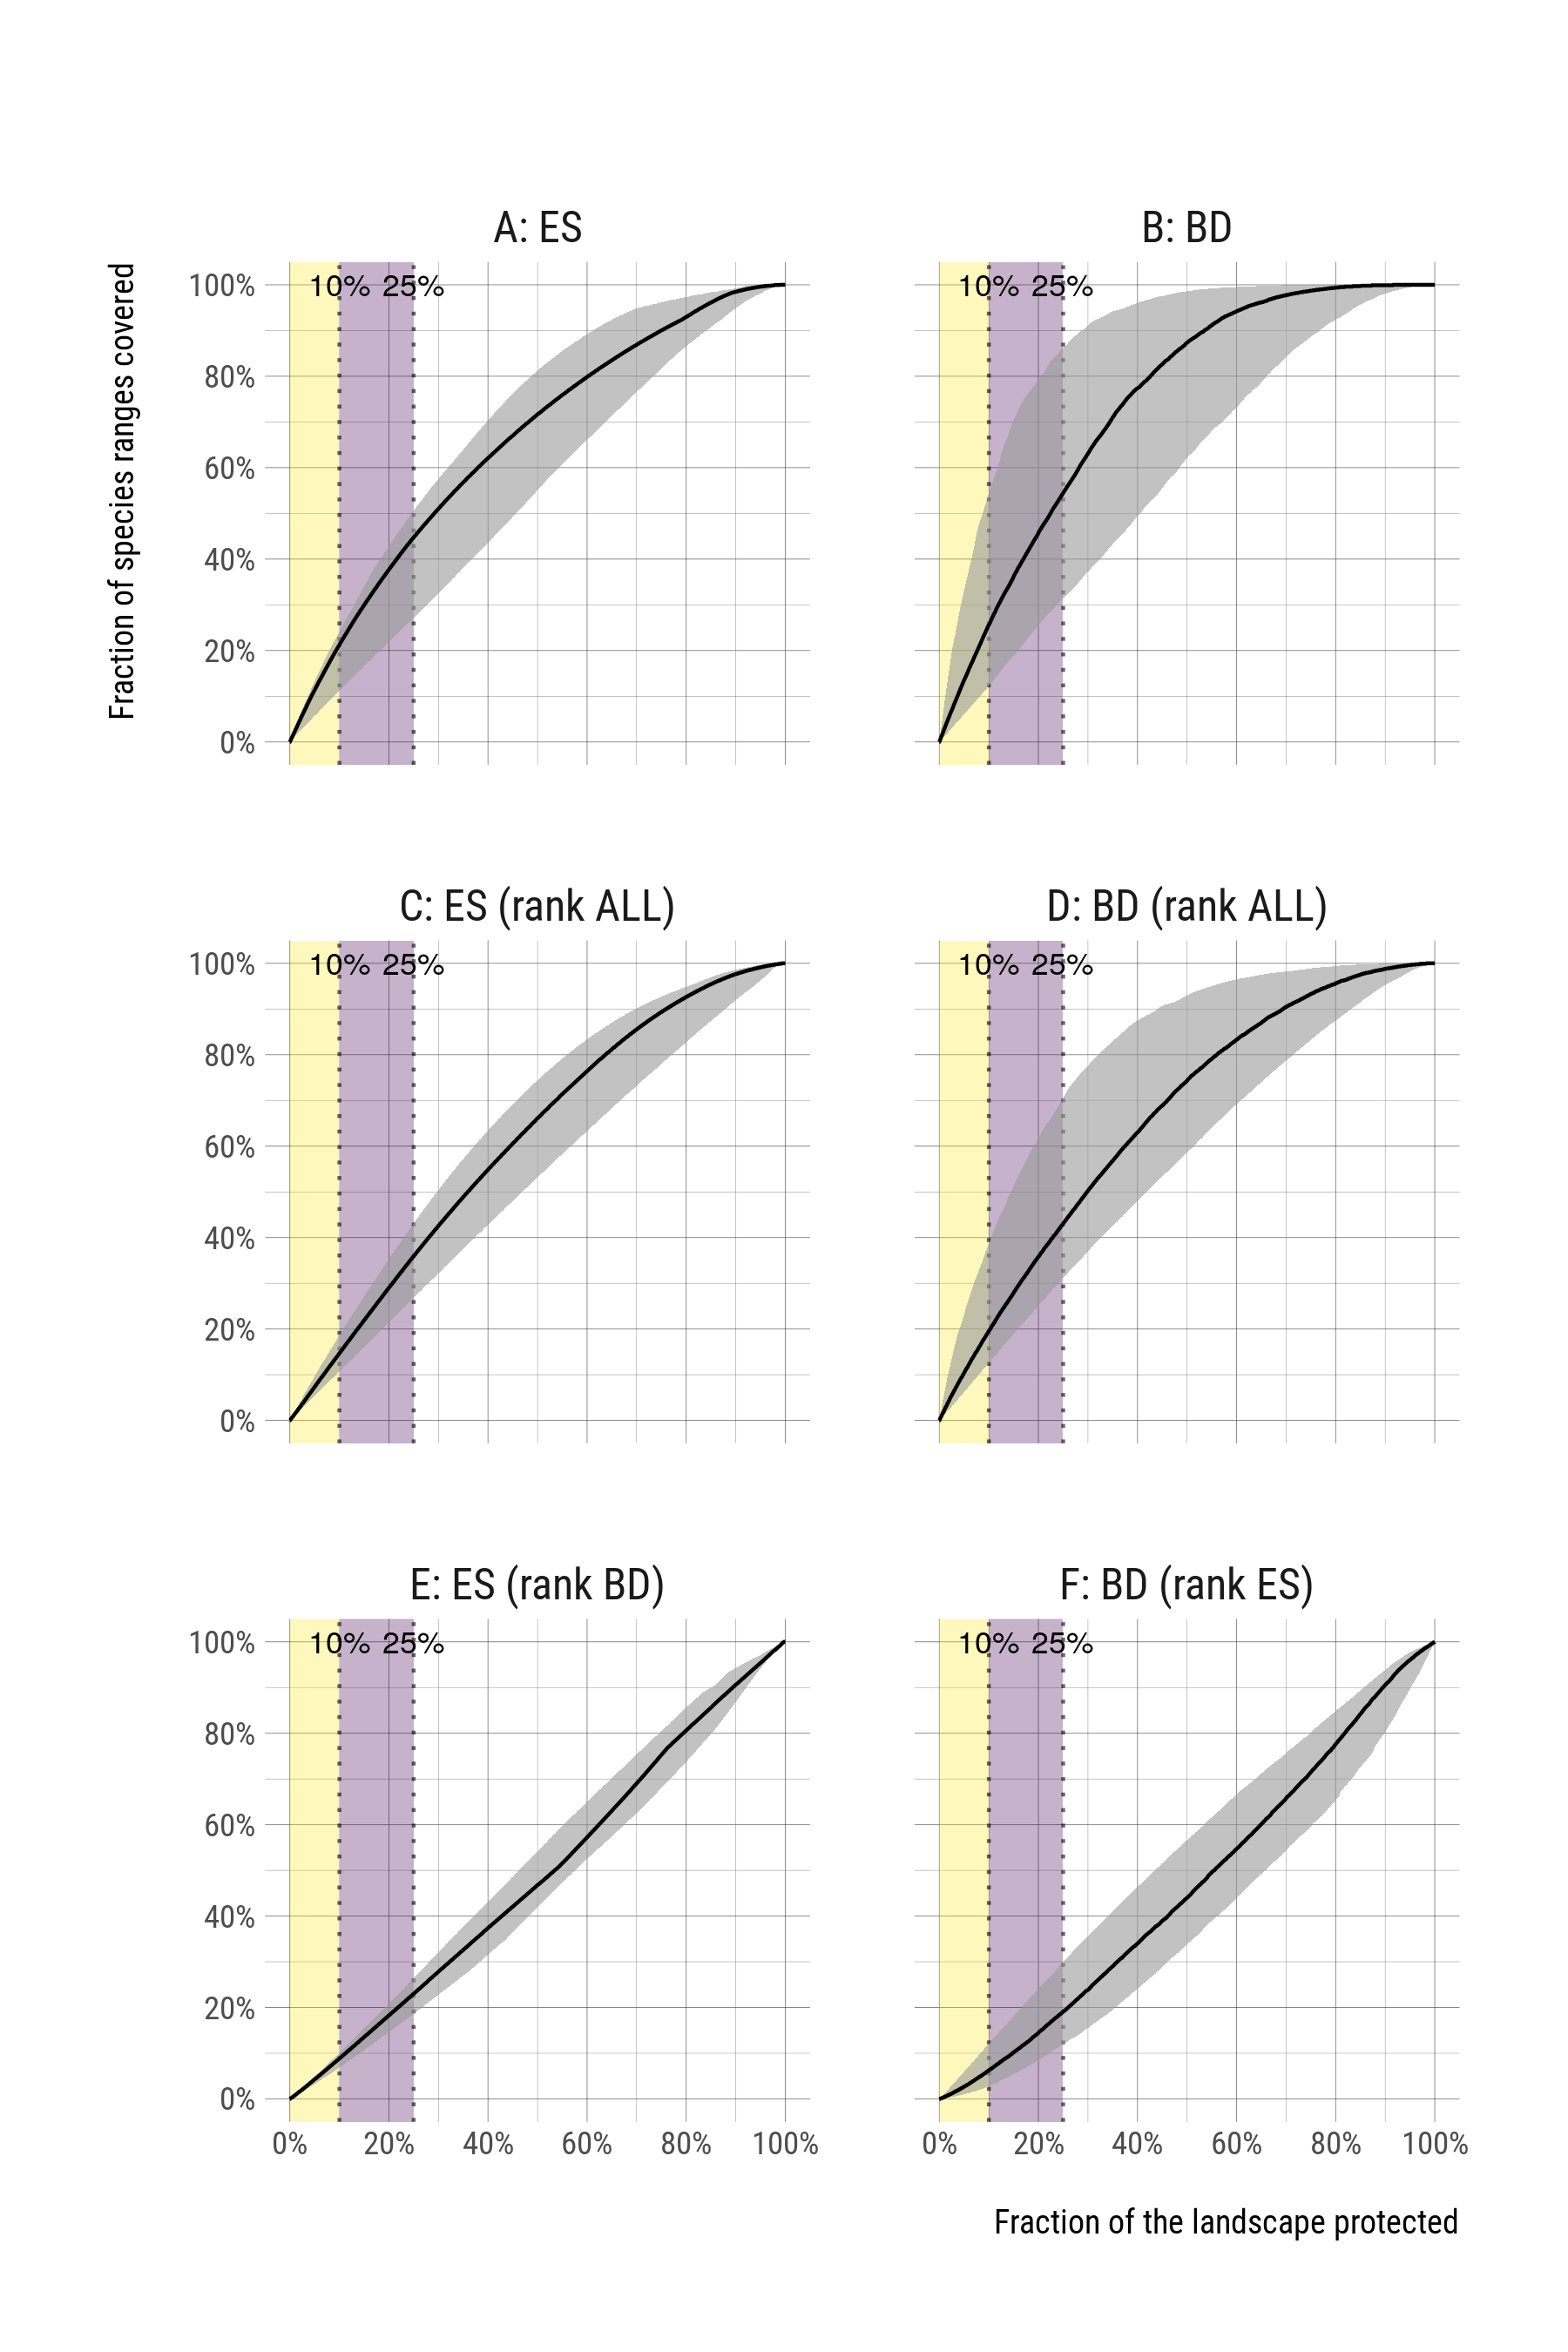 A: ES
B: BD
Fraction of species ranges covered
100%
80%
60%
40%
20%
0%
10% 25%
10% 25%
C: ES (rank ALL)
D: BD (rank ALL)
100%
80%
60%
40%
20%
0%
10% 25%
10% 25%
E: ES (rank BD)
F: BD (rank ES)
100%
80%
60%
40%
20%
0%
10% 25%
10% 25%
0% 20% 40% 60% 80% 100%
0% 20% 40% 60% 80% 100%
Fraction of the landscape protected